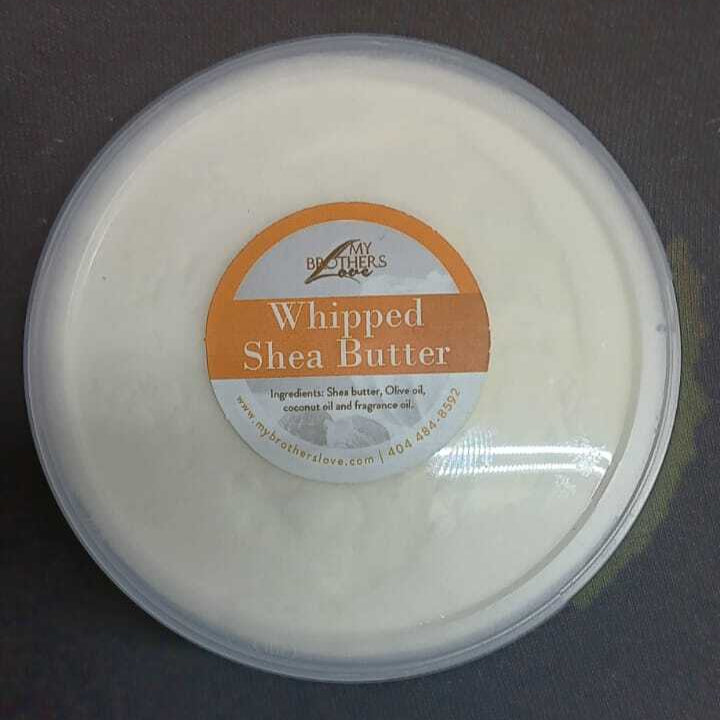 MY
BROTHERS
Love
Whipped
Shea Butter
Ingredients: Shea butter, Olive oil,
coconut oil and fragrance oil.
www.mybrotherslove.com | 404 484-8592